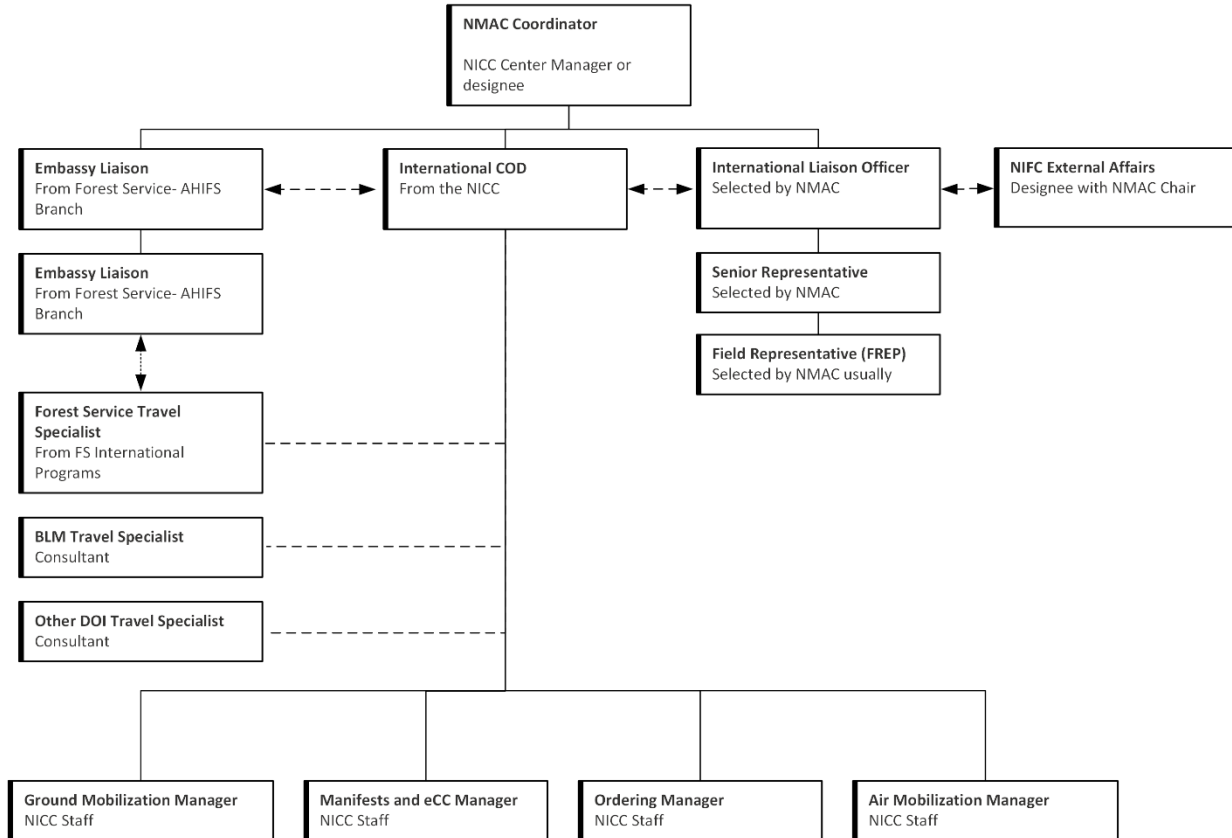 NMAC Coordinator
NICC Center Manager or
designee
Embassy Liaison
From Forest Service- AHIFS
Branch
International COD
From the NICC
International Liaison Officer
Selected by NMAC
NIFC External Affairs
Designee with NMAC Chair
Embassy Liaison
From Forest Service- AHIFS
Branch
Senior Representative
Selected by NMAC
Field Representative (FREP)
Selected by NMAC usually
Forest Service Travel
Specialist
From FS International
Programs
BLM Travel Specialist
Consultant
Other DOI Travel Specialist
Consultant
Ground Mobilization Manager
NICC Staff
Manifests and eCC Manager
NICC Staff
Ordering Manager
NICC Staff
Air Mobilization Manager
NICC Staff